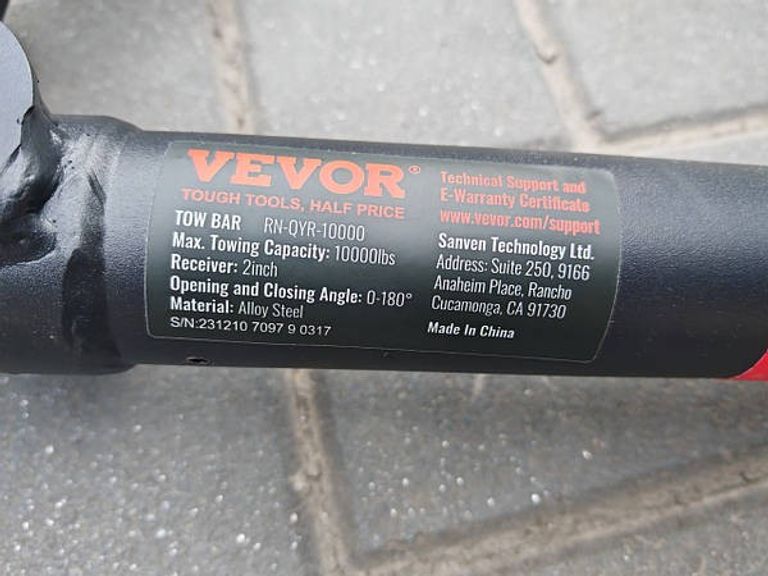 VEVOR®
TOUGH TOOLS, HALF PRICE
TOW BAR RN-QYR-10000
Max. Towing Capacity: 10000lbs
Receiver: 2inch
Opening and Closing Angle: 0-180°
Material: Alloy Steel
S/N:231210 7097 9 0317
Technical Support and
E-Warranty Certificate
www.vevor.com/support
Sanven Technology Ltd.
Address: Suite 250, 9166
Anaheim Place, Rancho
Cucamonga, CA 91730
Made In China